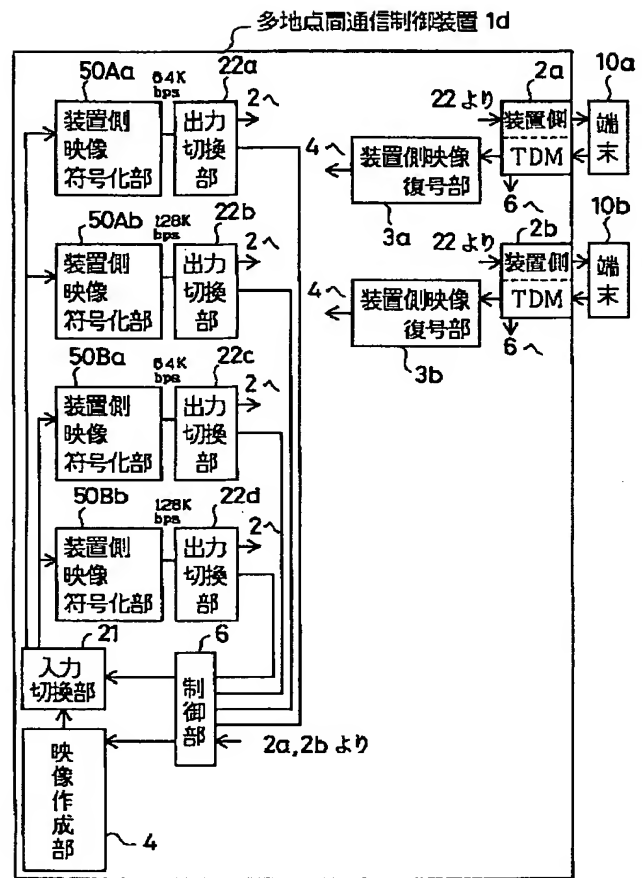 多地点間通信制御装置 1d
50Aa
64K
bps
22a
装置側
映像
符号化部
出力
切換
部
2へ
22より
2a
装置側
TDM
10a
端末
4へ
装置側映像
復号部
3a
6へ
50Ab
128K
bps
22b
装置側
映像
符号化部
出力
切換
部
2へ
22より
2b
装置側
TDM
10b
端末
4へ
装置側映像
復号部
3b
6へ
50Ba
64K
bps
22c
装置側
映像
符号化部
出力
切換
部
2へ
50Bb
128K
bps
22d
装置側
映像
符号化部
出力
切換
部
2へ
21
入力
切換部
6
制御部
2a,2bより
映像作成部
4